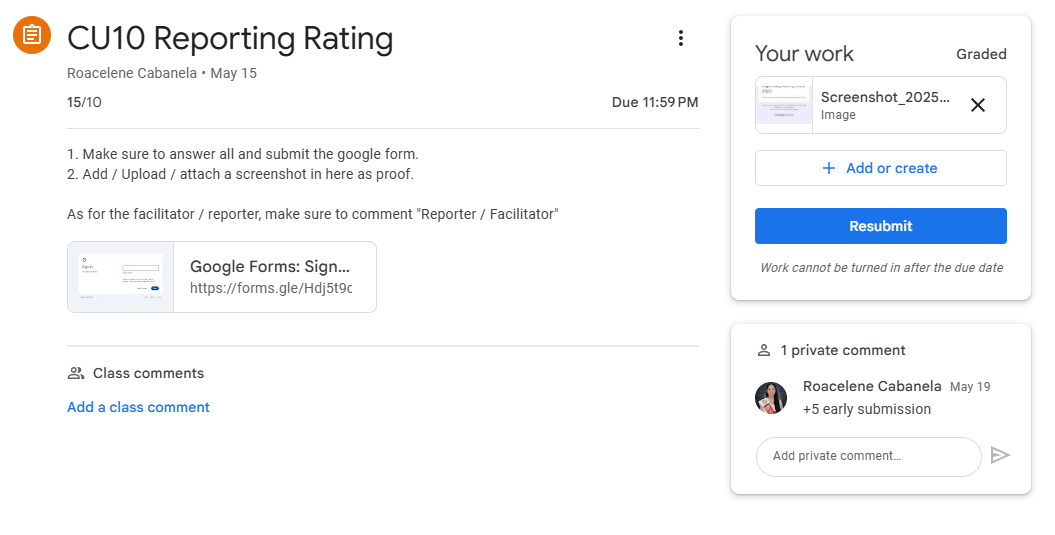 CU10 Reporting Rating
Roacelene Cabanela • May 15
15/10
Due 11:59 PM
1. Make sure to answer all and submit the google form.
2. Add / Upload / attach a screenshot in here as proof.
As for the facilitator / reporter, make sure to comment "Reporter / Facilitator"
Google Forms: Sign...
https://forms.gle/Hdj5t9c
Class comments
Add a class comment
Your work
Graded
Screenshot_2025...
Image
Add or create
Resubmit
Work cannot be turned in after the due date
1 private comment
Roacelene Cabanela May 19
+5 early submission
Add private comment...